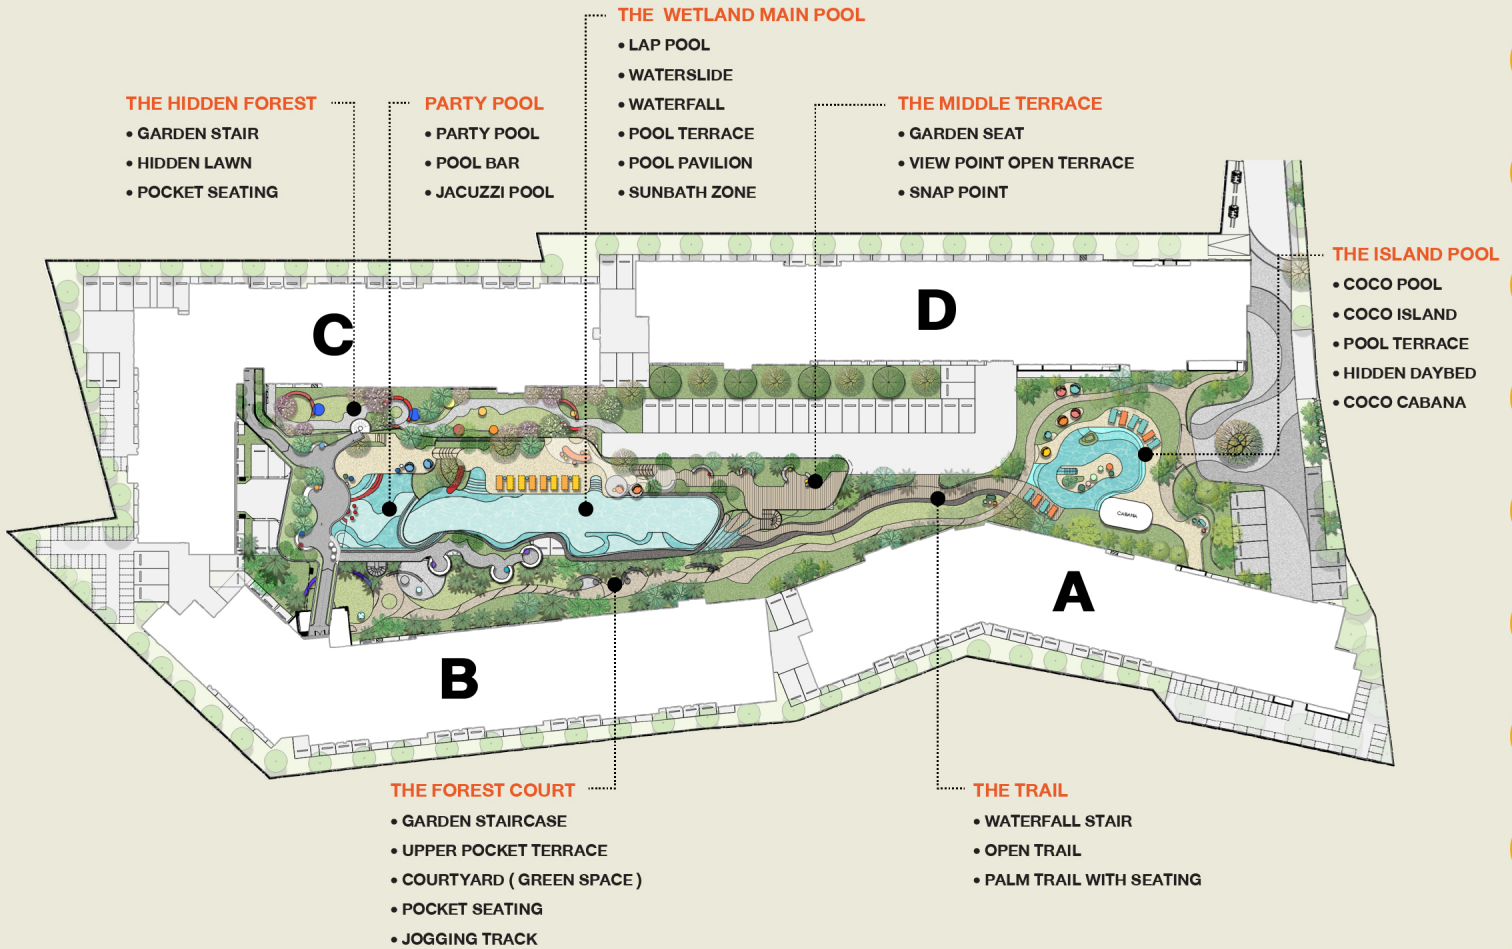 THE WETLAND MAIN POOL
• LAP POOL
• WATERSLIDE
• WATERFALL
• POOL TERRACE
• POOL PAVILION
• SUNBATH ZONE
THE HIDDEN FOREST
• GARDEN STAIR
• HIDDEN LAWN
• POCKET SEATING
PARTY POOL
• PARTY POOL
• POOL BAR
• JACUZZI POOL
THE MIDDLE TERRACE
• GARDEN SEAT
• VIEW POINT OPEN TERRACE
• SNAP POINT
THE ISLAND POOL
• COCO POOL
• COCO ISLAND
• POOL TERRACE
• HIDDEN DAYBED
• COCO CABANA
C
D
CABANA
A
B
THE FOREST COURT
• GARDEN STAIRCASE
• UPPER POCKET TERRACE
• COURTYARD ( GREEN SPACE )
• POCKET SEATING
• JOGGING TRACK
THE TRAIL
• WATERFALL STAIR
• OPEN TRAIL
• PALM TRAIL WITH SEATING